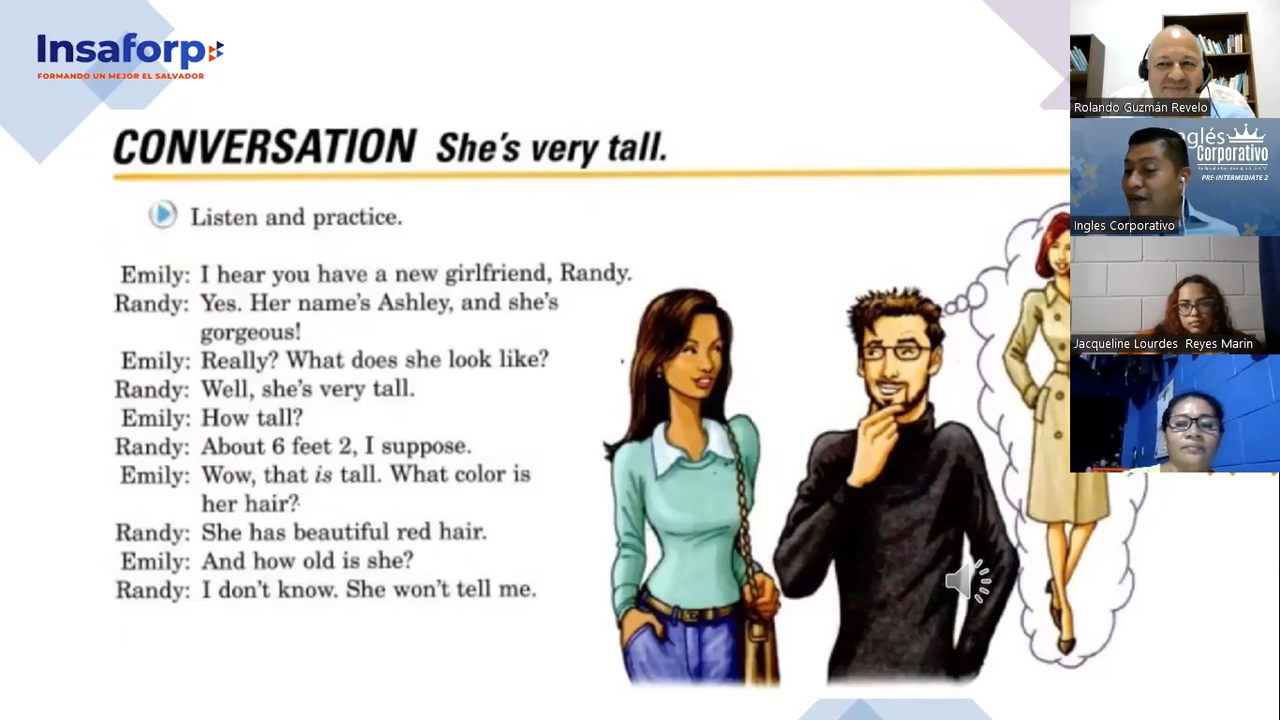 Insaforp
FORMANDO UN MEJOR EL SALVADOR
CONVERSATION She's very tall.
Listen and practice.
Emily: I hear you have a new girlfriend, Randy.
Randy: Yes. Her name's Ashley, and she's
gorgeous!
Emily: Really? What does she look like?
Randy: Well, she's very tall.
Emily: How tall?
Randy: About 6 feet 2, I suppose.
Emily: Wow, that is tall. What color is
her hair?
Randy: She has beautiful red hair.
Emily: And how old is she?
Randy: I don't know. She won't tell me.
Rolando Guzmán Revelo
Inglés
Corporativo
PRE-INTERMEDIATE 2
Ingles Corporativo
Jacqueline Lourdes Reyes Marin